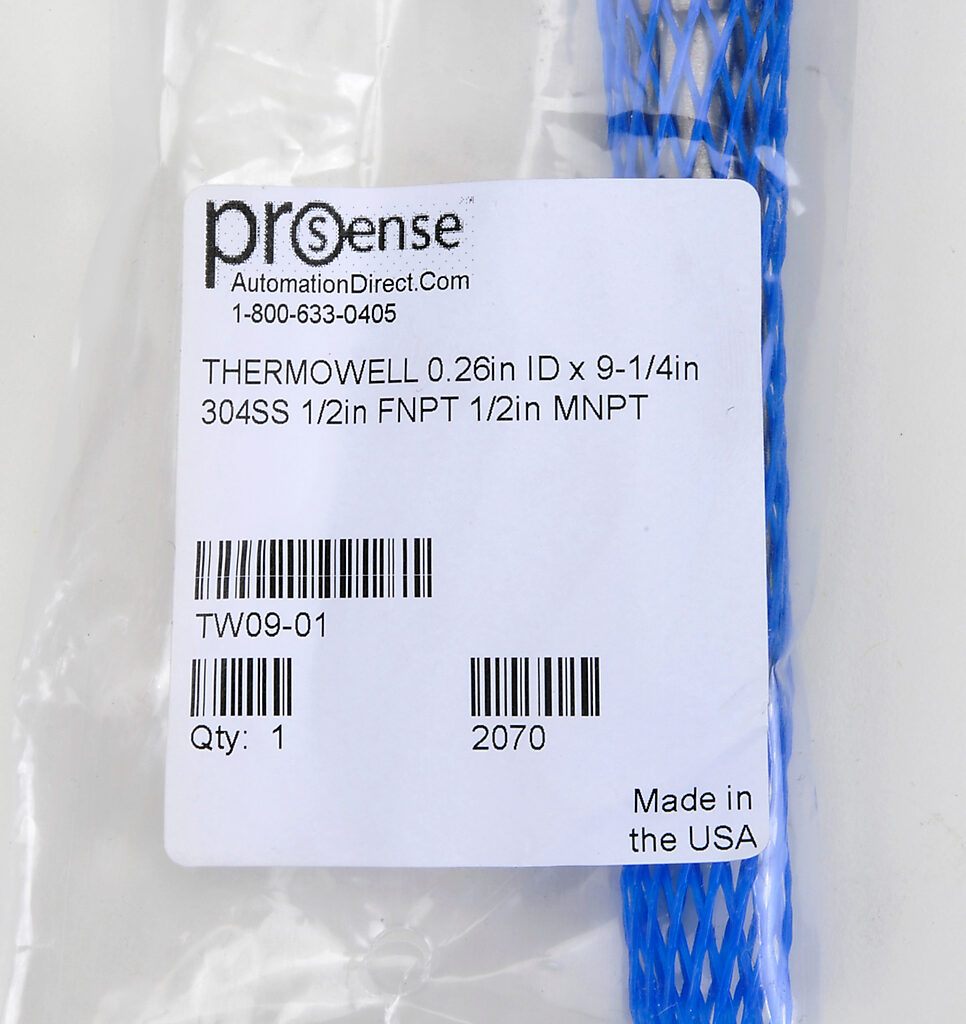 prosense
AutomationDirect.Com
1-800-633-0405
THERMOWELL 0.26in ID x 9-1/4in
304SS 1/2in FNPT 1/2in MNPT
TW09-01
Qty: 1
2070
Made in
the USA